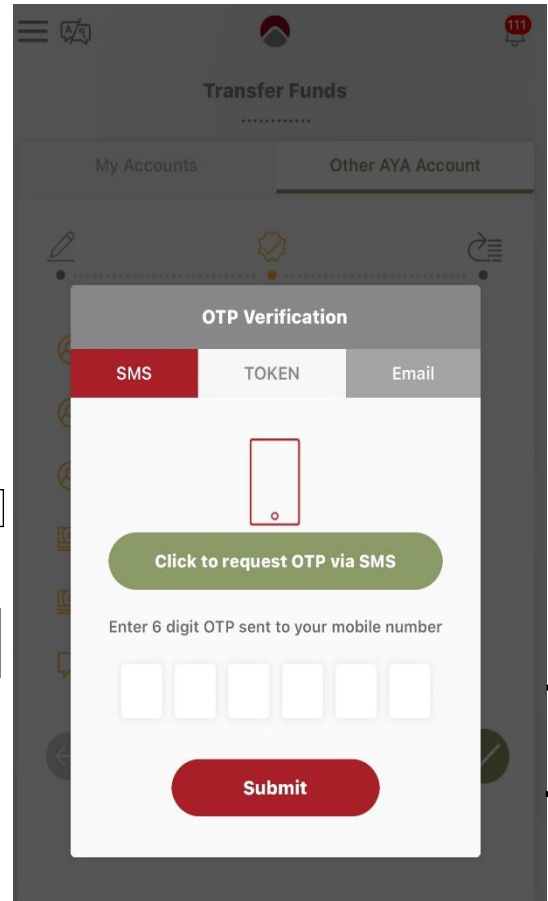 111
Transfer Funds
My Accounts
Other AYA Account
OTP Verification
SMS
TOKEN
Email
Click to request OTP via SMS
Enter 6 digit OTP sent to your mobile number
Submit